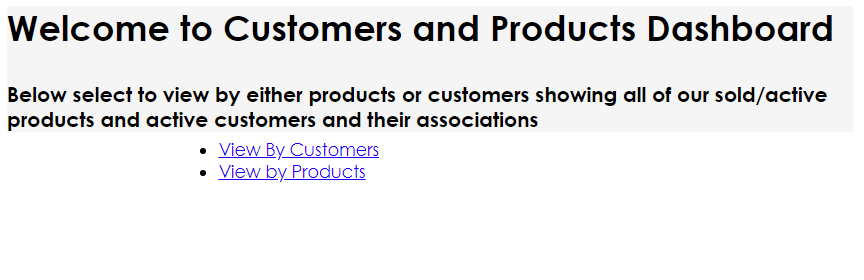 Welcome to Customers and Products Dashboard
Below select to view by either products or customers showing all of our sold/active
products and active customers and their associations
View By Customers
View by Products